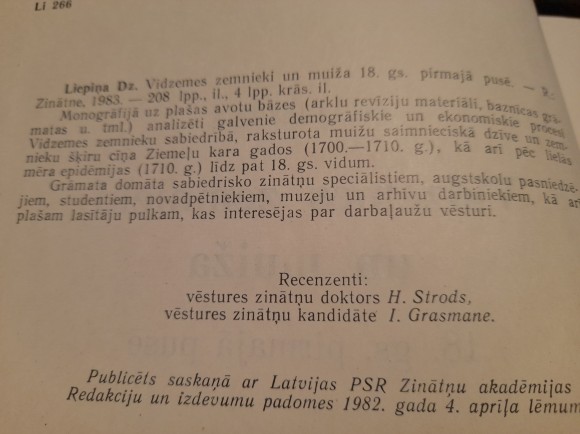 Li 266
Liepiņa Dz. Vidzemes zemnieki un muiža 18. gs. pirmajā pusē. — R.:
Zinātne, 1983. — 208 lpp., il., 4 lpp. krās. il.
Monogrāfijā uz plašas avotu bāzes (arklu revīziju materiāli, baznīcas grā-
matas u. tml.) analizēti galvenie demogrāfiskie un ekonomiskie procesi
Vidzemes zemnieku sabiedrībā, raksturota muižu saimnieciskā dzīve un zem-
nieku šķiru cīņa Ziemeļu kara gados (1700.—1710. g.), kā arī pēc lielās
mēra epidēmijas (1710. g.) līdz pat 18. gs. vidum.
Grāmata domāta sabiedrisko zinātņu speciālistiem, augstskolu pasniedzē-
jiem, studentiem, novadpētniekiem, muzeju un arhīvu darbiniekiem, kā arī
plašam lasītāju pulkam, kas interesējas par darbaļaužu vēsturi.
Recenzenti:
vēstures zinātņu doktors H. Strods,
vēstures zinātņu kandidāte I. Grasmane.
Publicēts saskaņā ar Latvijas PSR Zinātņu akadēmijas
Redakciju un izdevumu padomes 1982. gada 4. aprīļa lēmum